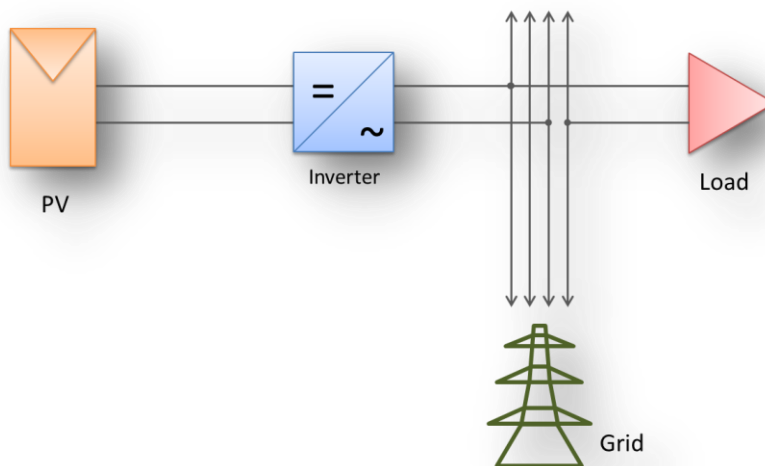 =
~
Inverter
PV
Load
Grid